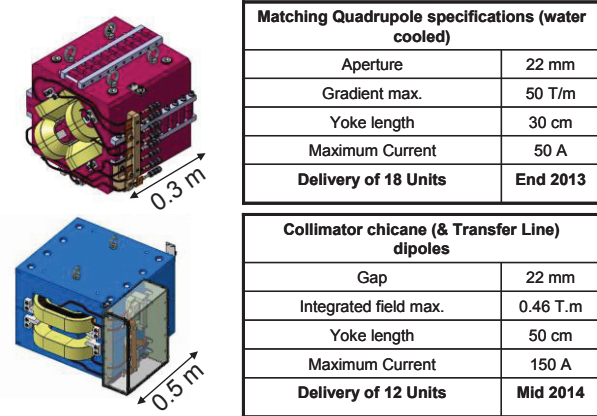 Matching Quadrupole specifications (water
cooled)
Aperture 22 mm
Gradient max. 50 T/m
Yoke length 30 cm
Maximum Current 50 A
Delivery of 18 Units End 2013
0.3 m
Collimator chicane (& Transfer Line)
dipoles
Gap 22 mm
Integrated field max. 0.46 T.m
Yoke length 50 cm
Maximum Current 150 A
Delivery of 12 Units Mid 2014
0.5 m